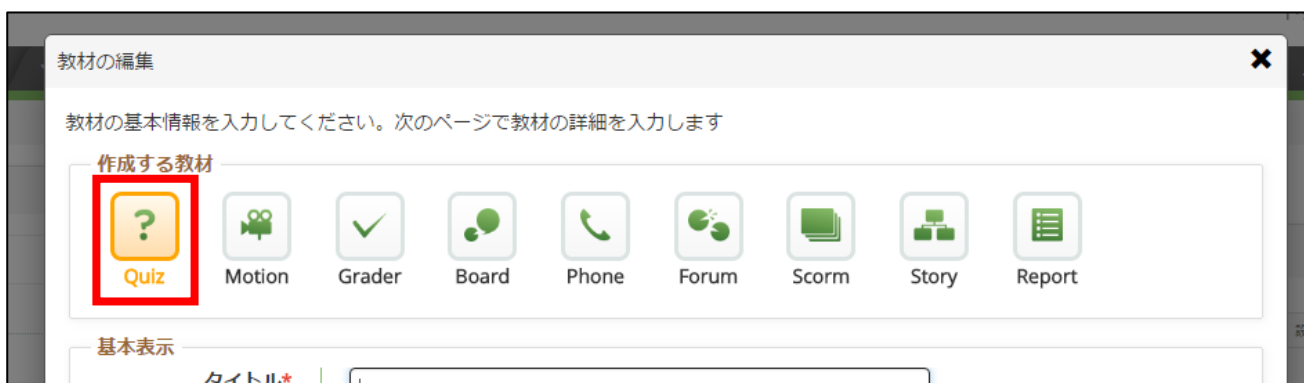 教材の編集
教材の基本情報を入力してください。次のページで教材の詳細を入力します
作成する教材
Quiz Motion Grader Board Phone Forum Scorm Story Report
基本表示
タイトル*